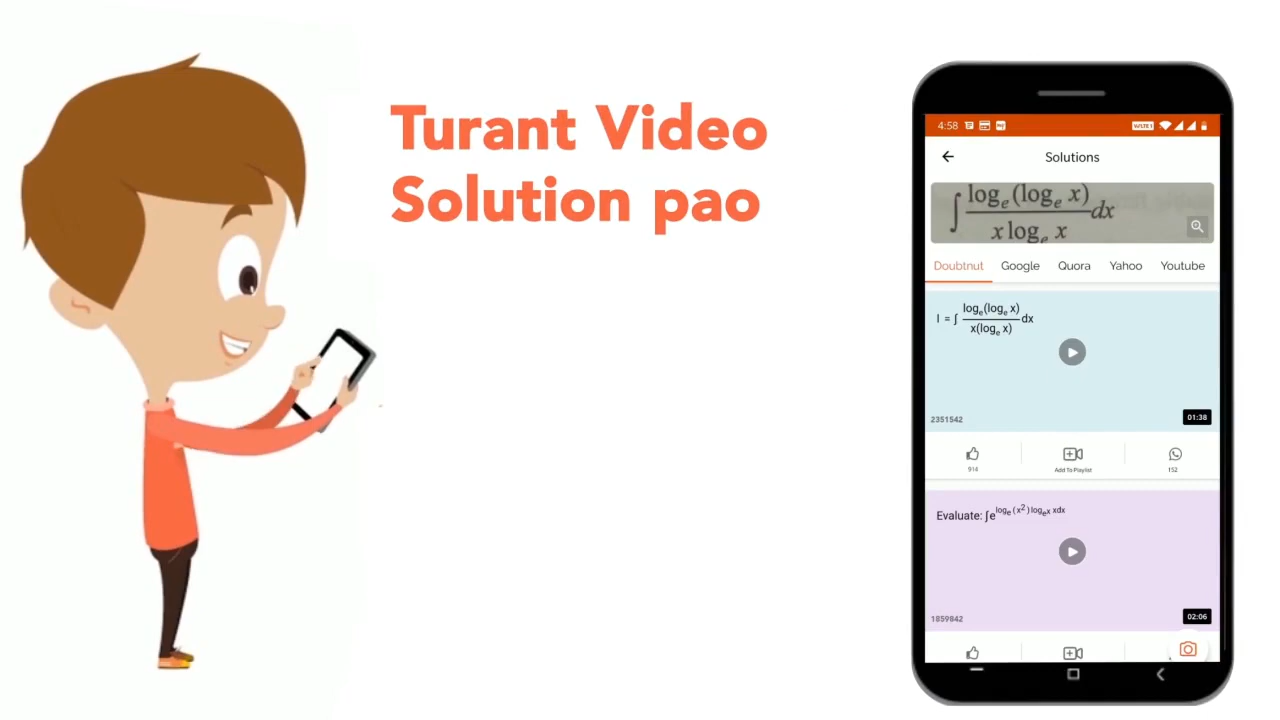 Turant Video
Solution pao
4:58
Solutions
∫ logₑ(logₑ x) / x logₑ x dx
Doubtnut Google Quora Yahoo Youtube
I = ∫ logₑ(logₑ x) / x(logₑ x) dx
2351542 01:38
914 Add To Playlist 152
Evaluate: ∫e^logₑ(x²)logₑx xdx
1859842 02:06